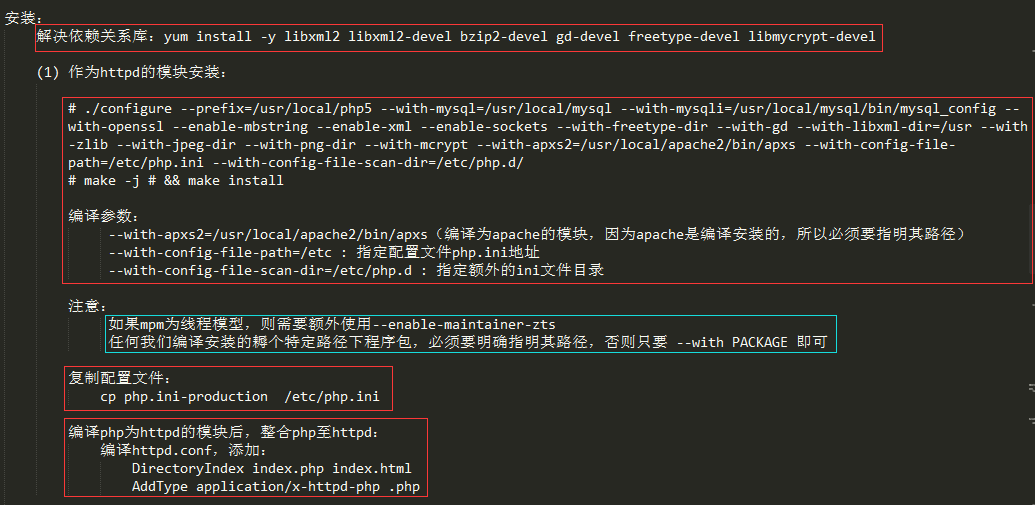 安装:
解决依赖关系库: yum install -y libxml2 libxml2-devel bzip2-devel gd-devel freetype-devel libmycrypt-devel
(1) 作为httpd的模块安装:
# ./configure --prefix=/usr/local/php5 --with-mysql=/usr/local/mysql --with-mysqli=/usr/local/mysql/bin/mysql_config --
with-openssl --enable-mbstring --enable-xml --enable-sockets --with-freetype-dir --with-gd --with-libxml-dir=/usr --with
-zlib --with-jpeg-dir --with-png-dir --with-mcrypt --with-apxs2=/usr/local/apache2/bin/apxs --with-config-file-
path=/etc/php.ini --with-config-file-scan-dir=/etc/php.d/
# make -j # && make install
编译参数:
--with-apxs2=/usr/local/apache2/bin/apxs（编译为apache的模块，因为apache是编译安装的，所以必须要指明其路径）
--with-config-file-path=/etc : 指定配置文件php.ini地址
--with-config-file-scan-dir=/etc/php.d : 指定额外的ini文件目录
注意:
如果mpm为线程模型，则需要额外使用--enable-maintainer-zts
任何我们编译安装的耨个特定路径下程序包，必须要明确指明其路径，否则只要 --with PACKAGE 即可
复制配置文件:
cp php.ini-production  /etc/php.ini
编译php为httpd的模块后，整合php至httpd:
编译httpd.conf，添加:
DirectoryIndex index.php index.html
AddType application/x-httpd-php .php